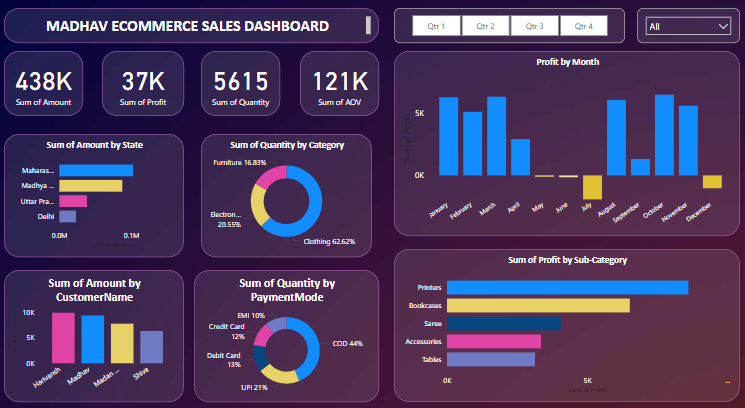 MADHAV ECOMMERCE SALES DASHBOARD
Qtr 1
Qtr 2
Qtr 3
Qtr 4
All
438K
Sum of Amount
37K
Sum of Profit
5615
Sum of Quantity
121K
Sum of AOV
Profit by Month
5K
0K
January
February
March
April
May
June
July
August
September
October
November
December
Sum of Amount by State
Maharas...
Madhya ...
Uttar Pra...
Delhi
0.0M
0.1M
Sum of Quantity by Category
Furniture 16.83%
Electron...
20.55%
Clothing 62.62%
Sum of Amount by
CustomerName
10K
5K
0K
Harivansh
Madhav
Madan ...
Shiva
Sum of Quantity by
PaymentMode
EMI 10%
Credit Card
12%
Debit Card
13%
UPI 21%
COD 44%
Sum of Profit by Sub-Category
Printers
Bookcases
Saree
Accessories
Tables
0K
5K
Sum of Profit